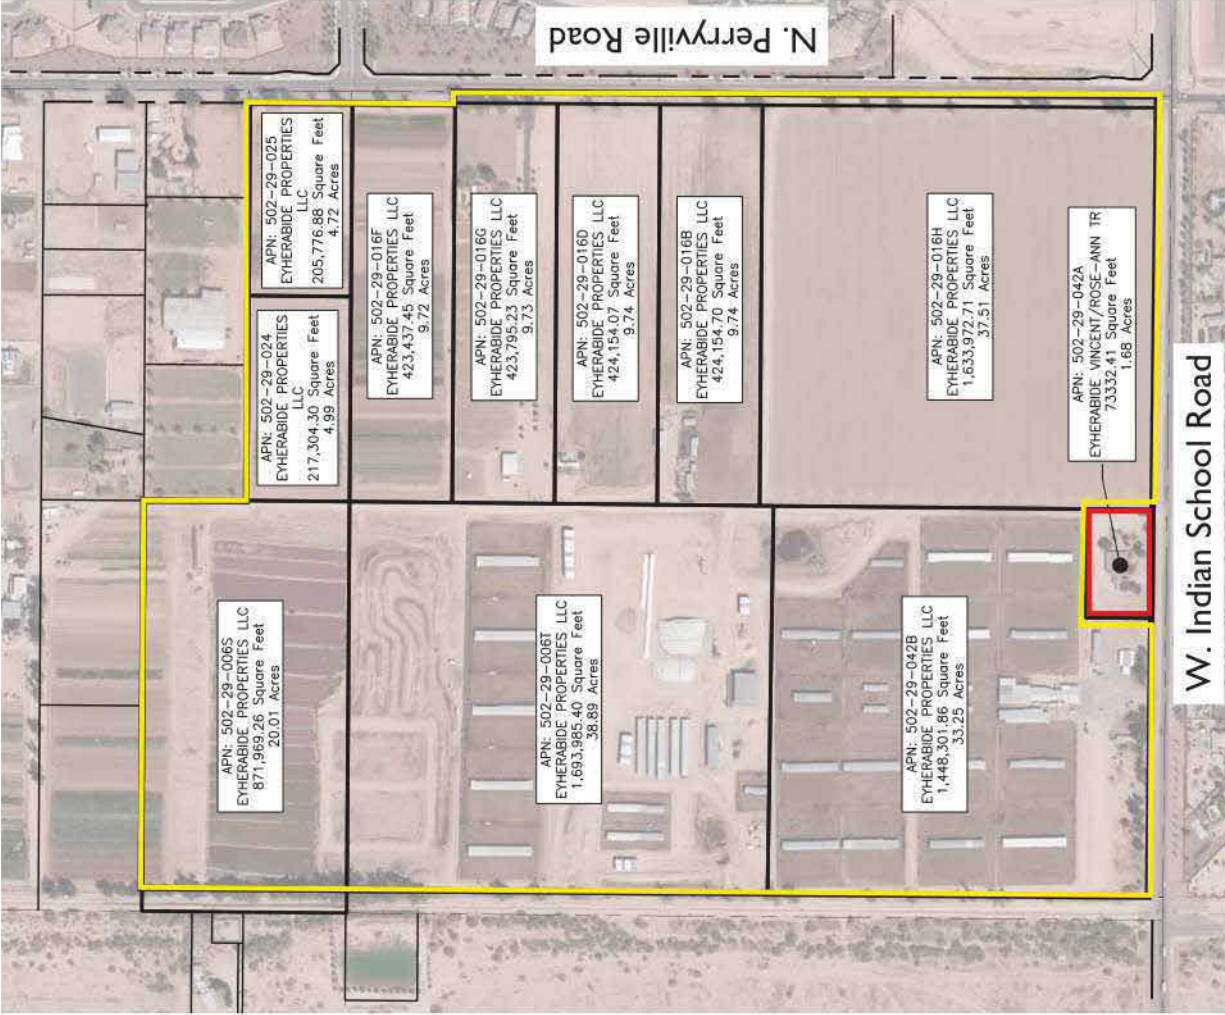 N. Perryville Road
APN: 502-29-025
EYHERABIDE PROPERTIES
LLC
205,776.88 Square Feet
4.72 Acres
APN: 502-29-024
EYHERABIDE PROPERTIES
LLC
217,304.30 Square Feet
4.99 Acres
APN: 502-29-016F
EYHERABIDE PROPERTIES LLC
423,437.45 Square Feet
9.72 Acres
APN: 502-29-016G
EYHERABIDE PROPERTIES LLC
423,795.23 Square Feet
9.73 Acres
APN: 502-29-016D
EYHERABIDE PROPERTIES LLC
424,154.07 Square Feet
9.74 Acres
APN: 502-29-016B
EYHERABIDE PROPERTIES LLC
424,154.70 Square Feet
9.74 Acres
APN: 502-29-016H
EYHERABIDE PROPERTIES LLC
1,633,972.71 Square Feet
37.51 Acres
APN: 502-29-042A
EYHERABIDE VINCENT/ROSE-ANN TR
73332.41 Square Feet
1.68 Acres
APN: 502-29-006S
EYHERABIDE PROPERTIES LLC
871,969.26 Square Feet
20.01 Acres
APN: 502-29-006T
EYHERABIDE PROPERTIES LLC
1,693,985.40 Square Feet
38.89 Acres
APN: 502-29-042B
EYHERABIDE PROPERTIES LLC
1,448,301.86 Square Feet
33.25 Acres
W. Indian School Road